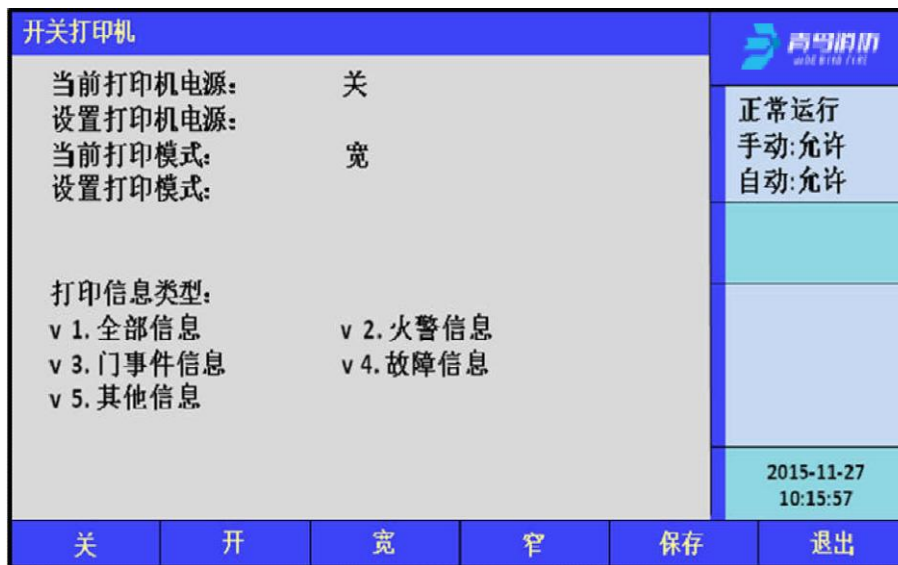 开关打印机
青鸟消防
当前打印机电源: 关
设置打印机电源:
当前打印模式: 宽
设置打印模式:
打印信息类型:
v 1. 全部信息 v 2. 火警信息
v 3. 门事件信息 v 4. 故障信息
v 5. 其他信息
正常运行
手动:允许
自动:允许
2015-11-27
10:15:57
关 开 宽 窄 保存 退出